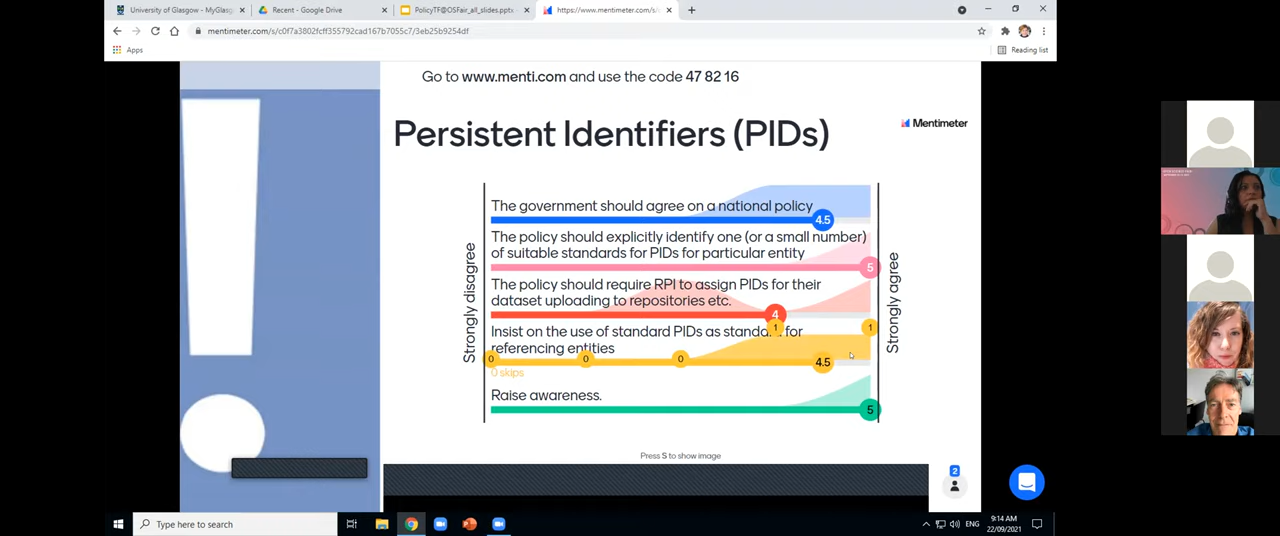 University of Glasgow - MyGlasg
Recent - Google Drive
PolicyTF@OSFair_all_slides.pptx
https://www.mentimeter.com/s/c
mentimeter.com/s/c0f7a3802fcff355792cad167b7055c7/3eb25b9254df
Apps
Reading list
Go to www.menti.com and use the code 47 82 16
Mentimeter
Persistent Identifiers (PIDs)
Strongly disagree
Strongly agree
The government should agree on a national policy
4.5
The policy should explicitly identify one (or a small number)
of suitable standards for PIDs for particular entity
5
The policy should require RPI to assign PIDs for their
dataset uploading to repositories etc.
4
Insist on the use of standard PIDs as standa for
1
1
referencing entities
0
0
0
4.5
0 skips
Raise awareness.
5
Press S to show image
2
Type here to search
ENG
9:14 AM
22/09/2021